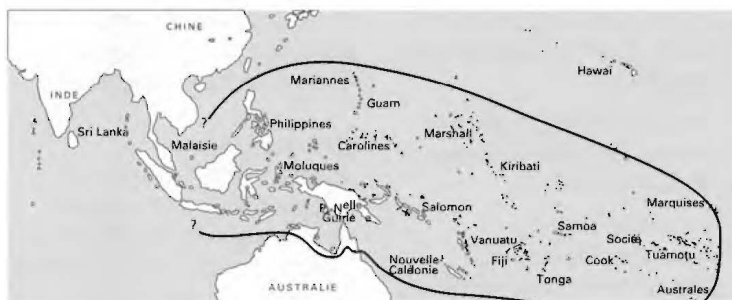 CHINE
Hawai
Mariannes
INDE
Guam
?
Sri Lanka
Philippines
Marshall
Malaisie
Carolines
Moluques
Kiribati
Marquises
Salomon
Guinée
?
Samoa
Vanuatu
Société
Tuamotu
Nouvelle
Calédonie
Fiji
Cook
Tonga
Australes
AUSTRALIE